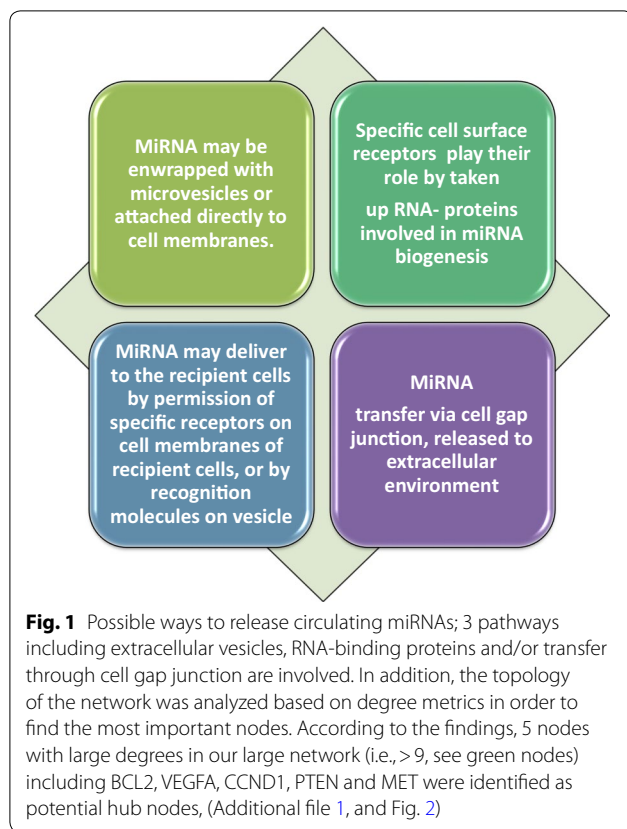 MiRNA may be
enwrapped with
microvesicles or
attached directly to
cell membranes.
Specific cell surface
receptors play their
role by taken
up RNA- proteins
involved in miRNA
biogenesis
MiRNA may deliver
to the recipient cells
by permission of
specific receptors on
cell membranes of
recipient cells, or by
recognition
molecules on vesicle
MiRNA
transfer via cell gap
junction, released to
extracellular
environment
Fig. 1 Possible ways to release circulating miRNAs; 3 pathways
including extracellular vesicles, RNA-binding proteins and/or transfer
through cell gap junction are involved. In addition, the topology
of the network was analyzed based on degree metrics in order to
find the most important nodes. According to the findings, 5 nodes
with large degrees in our large network (i.e., > 9, see green nodes)
including BCL2, VEGFA, CCND1, PTEN and MET were identified as
potential hub nodes, (Additional file 1, and Fig. 2)